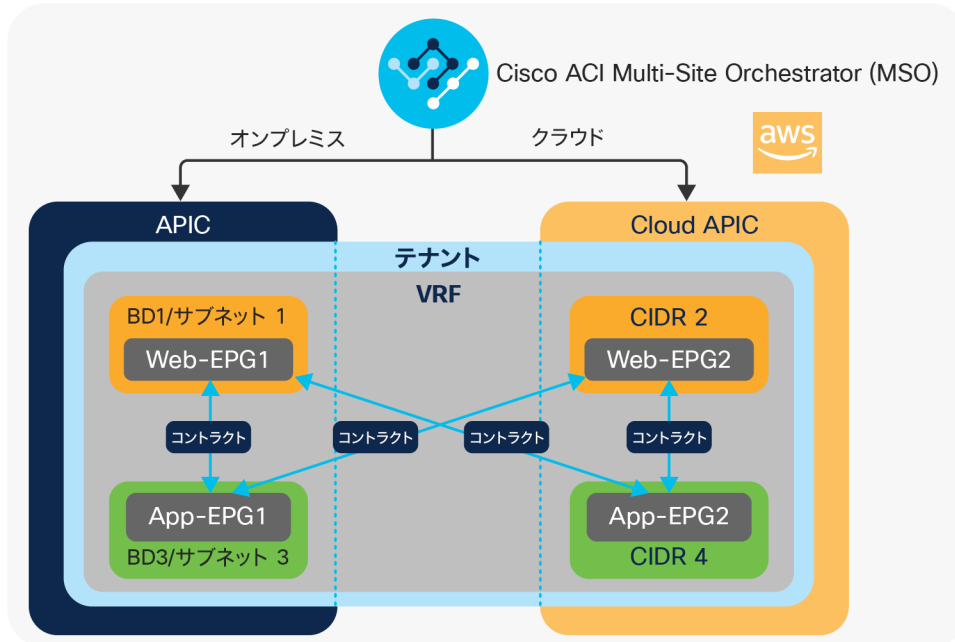 Cisco ACI Multi-Site Orchestrator (MSO)
オンプレミス
クラウド
aws
APIC
Cloud APIC
テナント
VRF
BD1/サブネット 1
CIDR 2
Web-EPG1
Web-EPG2
コントラクト
コントラクト
コントラクト
コントラクト
App-EPG1
App-EPG2
BD3/サブネット 3
CIDR 4